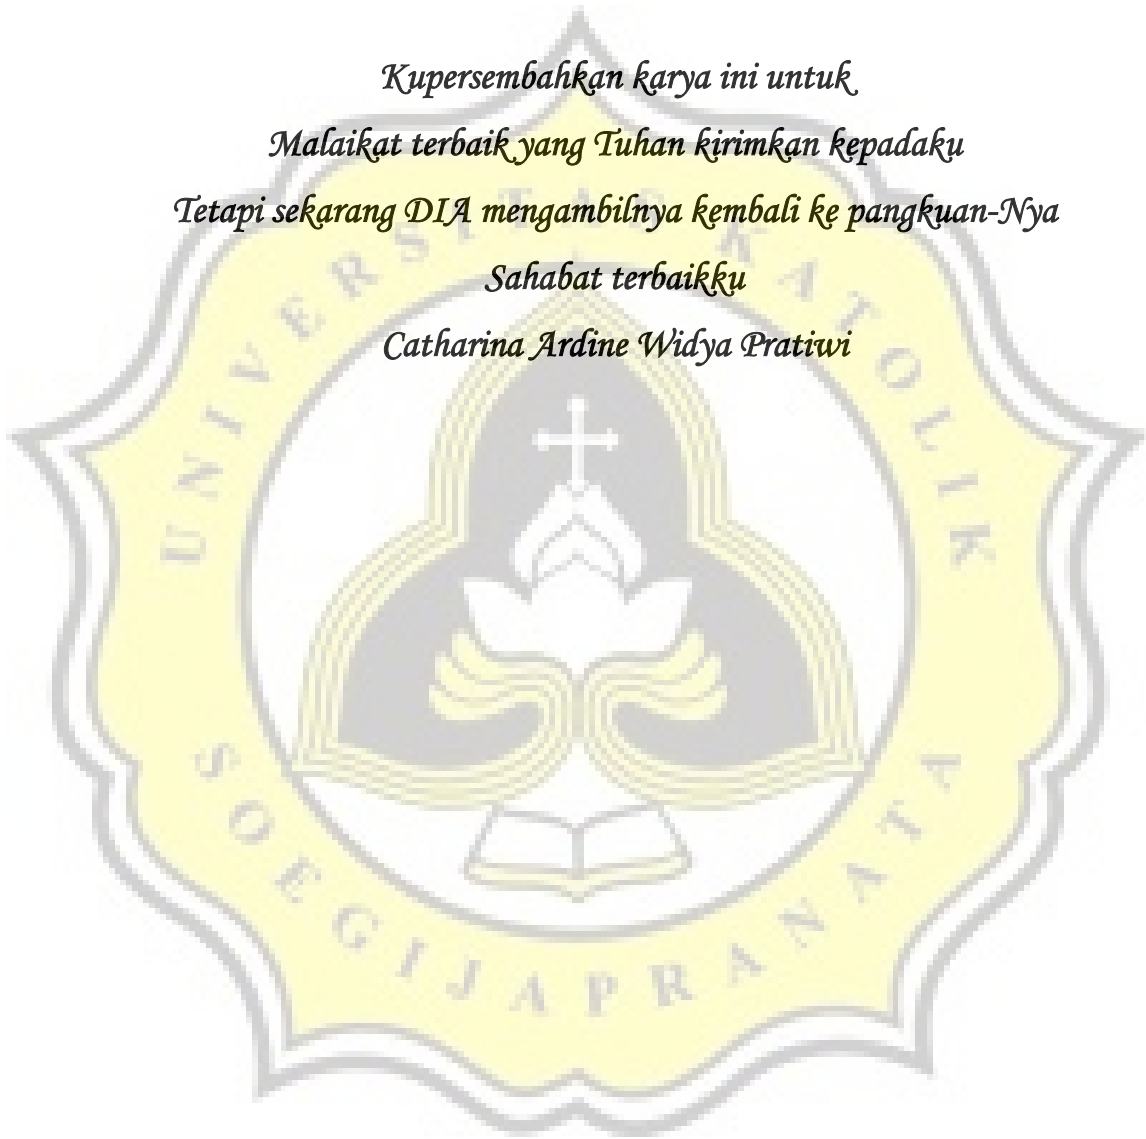 Kupersembahkan karya ini untuk
Malaikat terbaik yang Tuhan kirimkan kepadaku
Tetapi sekarang DIA mengambilnya kembali ke pangkuan-Nya
Sahabat terbaikku
Catharina Ardine Widya Pratiwi
UNIVERSITAS KATOLIK
SOEGIJAPRANATA